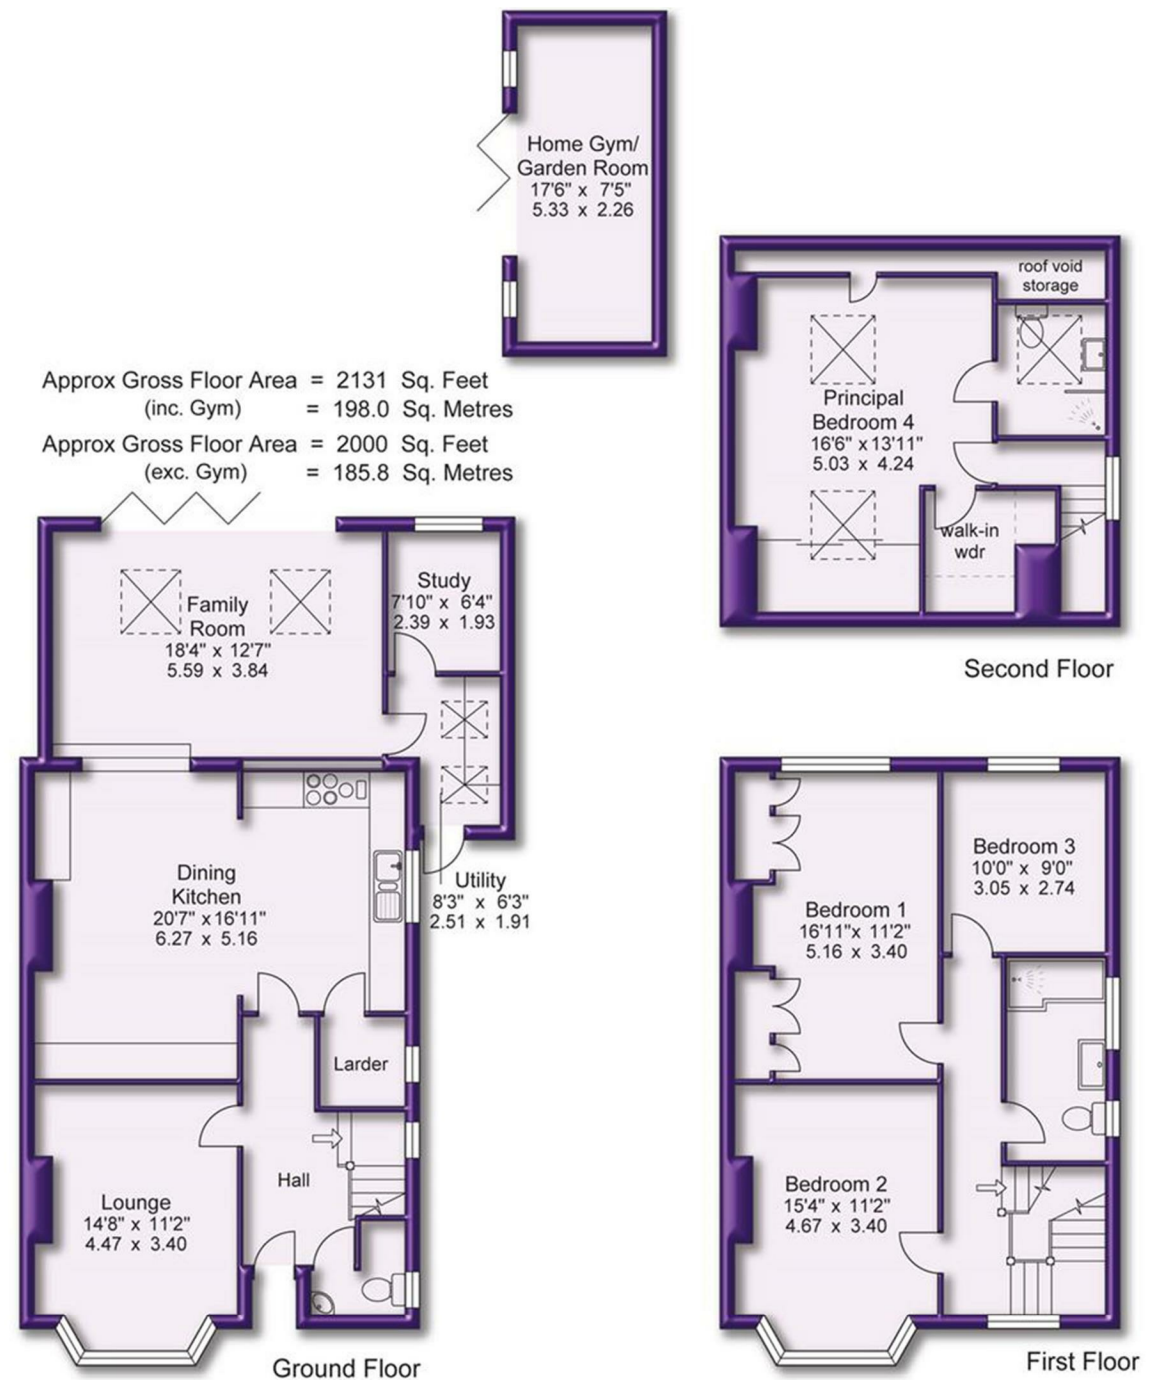 Home Gym/
Garden Room
17'6" x 7'5"
5.33 x 2.26
roof void
storage
Principal
Bedroom 4
16'6" x 13'11"
5.03 x 4.24
walk-in
wdr
Second Floor
Approx Gross Floor Area = 2131 Sq. Feet
(inc. Gym) = 198.0 Sq. Metres
Approx Gross Floor Area = 2000 Sq. Feet
(exc. Gym) = 185.8 Sq. Metres
Family
Room
18'4" x 12'7"
5.59 x 3.84
Study
7'10" x 6'4"
2.39 x 1.93
Dining
Kitchen
20'7" x 16'11"
6.27 x 5.16
Utility
8'3" x 6'3"
2.51 x 1.91
Larder
Hall
Lounge
14'8" x 11'2"
4.47 x 3.40
Ground Floor
Bedroom 3
10'0" x 9'0"
3.05 x 2.74
Bedroom 1
16'11" x 11'2"
5.16 x 3.40
Bedroom 2
15'4" x 11'2"
4.67 x 3.40
First Floor